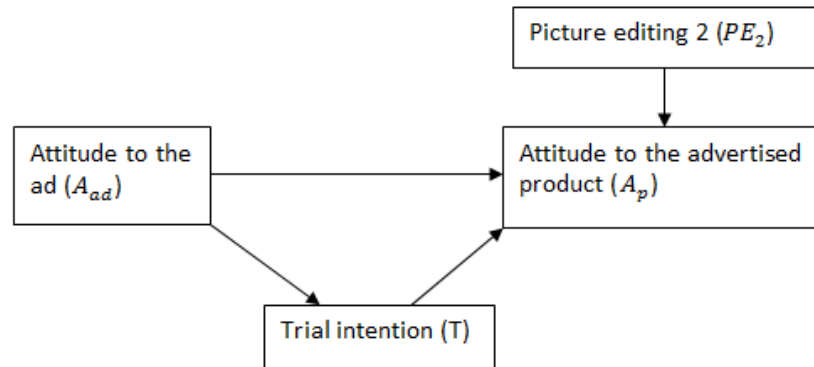 Picture editing 2 (PE₂)
Attitude to the
ad (A_ad)
Attitude to the advertised
product (A_p)
Trial intention (T)